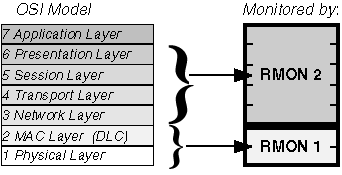 OSI Model
Monitored by:
7 Application Layer
6 Presentation Layer
5 Session Layer
4 Transport Layer
3 Network Layer
2 MAC Layer (DLC)
1 Physical Layer
RMON 2
RMON 1